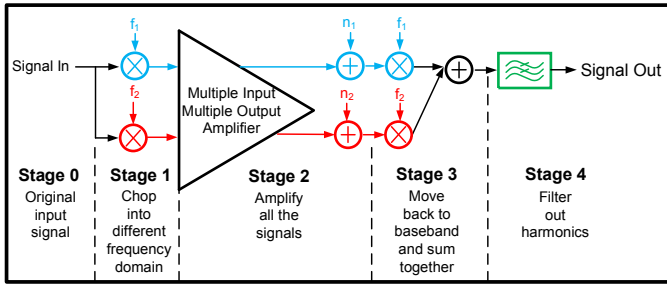 f1
n1
f1
Signal In
Signal Out
f2
n2
f2
Multiple Input
Multiple Output
Amplifier
Stage 0
Original
input
signal
Stage 1
Chop
into
different
frequency
domain
Stage 2
Amplify
all the
signals
Stage 3
Move
back to
baseband
and sum
together
Stage 4
Filter
out
harmonics